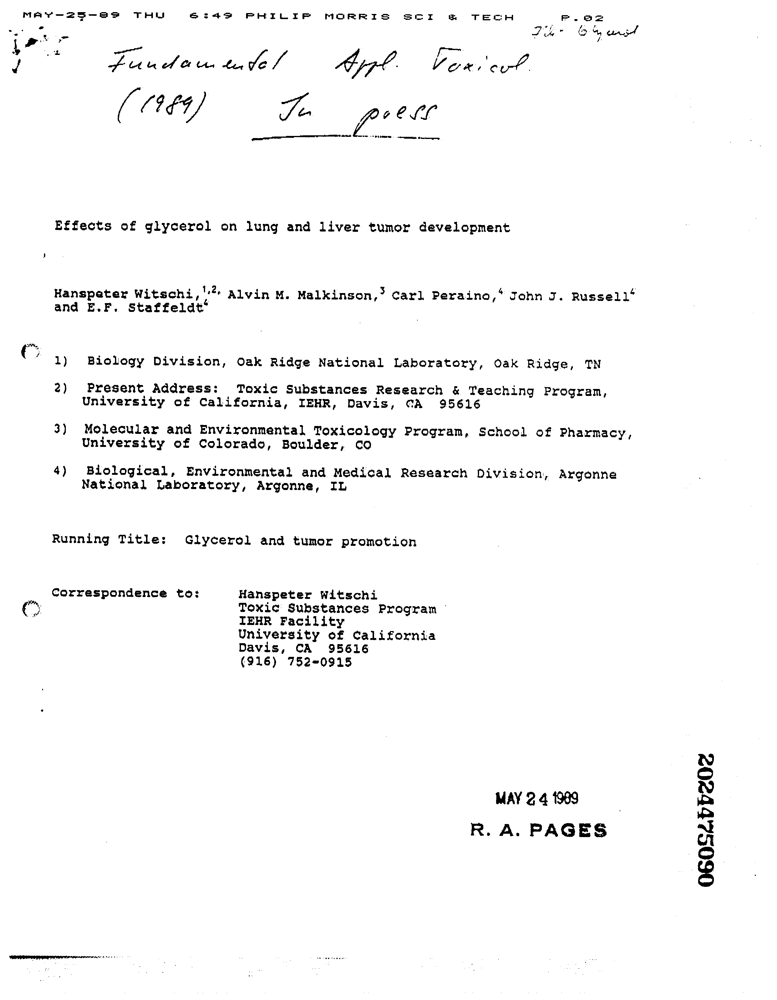 MAY-25-89 THU 6:49 PHILIP MORRIS SCI & TECH P.02
Fundamental Appl. Toxicol.
(1989) In press
Effects of glycerol on lung and liver tumor development
Hanspeter Witschi,1,2, Alvin M. Malkinson,3 Carl Peraino,4 John J. Russell4
and E.F. Staffeldt4
1) Biology Division, Oak Ridge National Laboratory, Oak Ridge, TN
2) Present Address: Toxic Substances Research & Teaching Program,
University of California, IEHR, Davis, CA 95616
3) Molecular and Environmental Toxicology Program, School of Pharmacy,
University of Colorado, Boulder, CO
4) Biological, Environmental and Medical Research Division, Argonne
National Laboratory, Argonne, IL
Running Title: Glycerol and tumor promotion
Correspondence to: Hanspeter Witschi
Toxic Substances Program
IEHR Facility
University of California
Davis, CA 95616
(916) 752-0915
MAY 24 1989
R. A. PAGES
2024475090